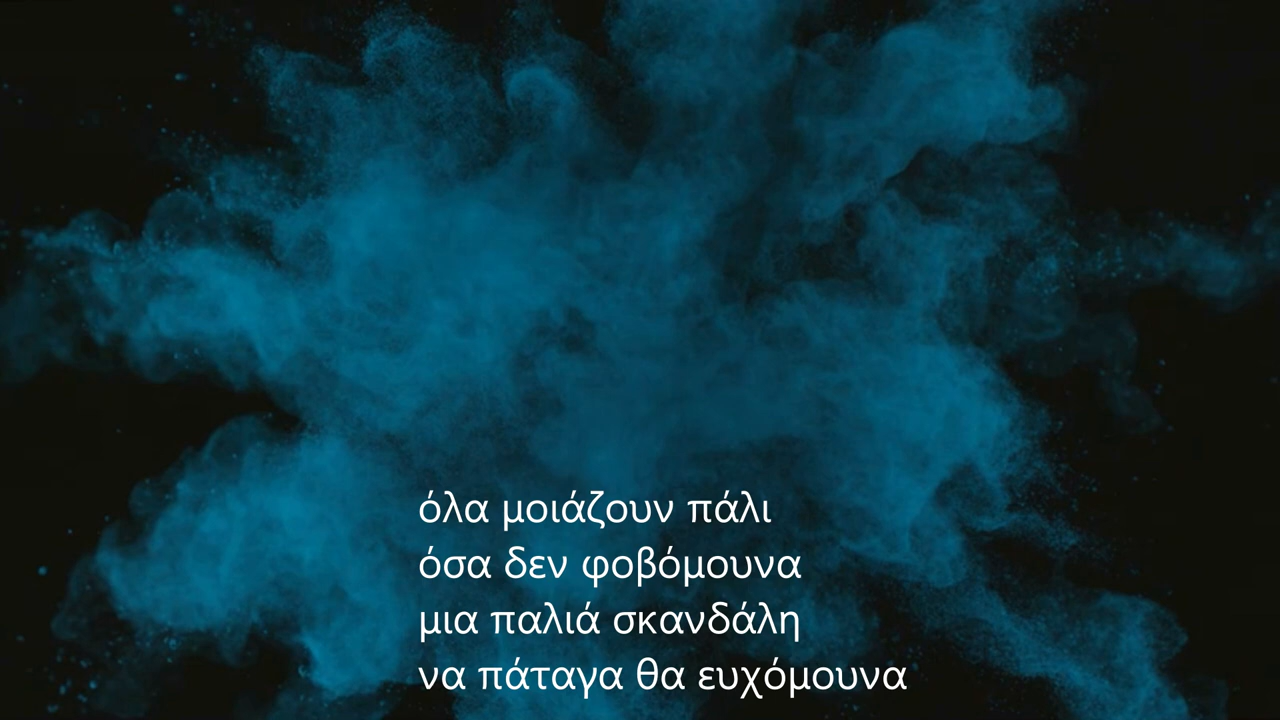 όλα μοιάζουν πάλι
όσα δεν φοβόμουνα
μια παλιά σκανδάλη
να πάταγα θα ευχόμουνα